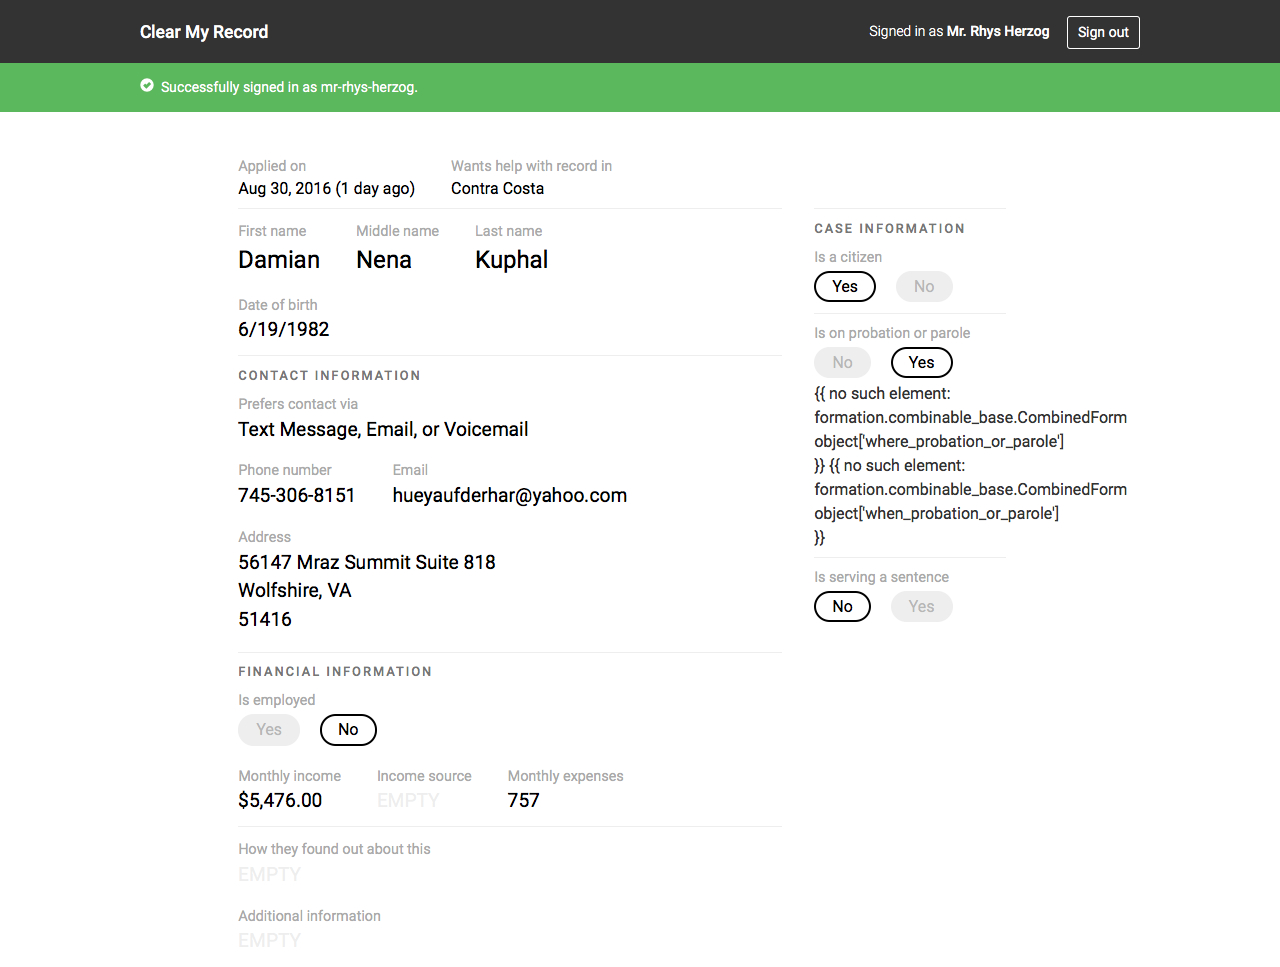 Clear My Record
Signed in as Mr. Rhys Herzog
Sign out
Successfully signed in as mr-rhys-herzog.
Applied on
Aug 30, 2016 (1 day ago)
Wants help with record in
Contra Costa
First name
Damian
Middle name
Nena
Last name
Kuphal
Date of birth
6/19/1982
CONTACT INFORMATION
Prefers contact via
Text Message, Email, or Voicemail
Phone number
745-306-8151
Email
hueyaufderhar@yahoo.com
Address
56147 Mraz Summit Suite 818
Wolfshire, VA
51416
FINANCIAL INFORMATION
Is employed
Yes No
Monthly income
$5,476.00
Income source
EMPTY
Monthly expenses
757
How they found out about this
EMPTY
Additional information
EMPTY
CASE INFORMATION
Is a citizen
Yes No
Is on probation or parole
No Yes
{{ no such element:
formation.combinable_base.CombinedForm
object['where_probation_or_parole']
}} {{ no such element:
formation.combinable_base.CombinedForm
object['when_probation_or_parole']
}}
Is serving a sentence
No Yes